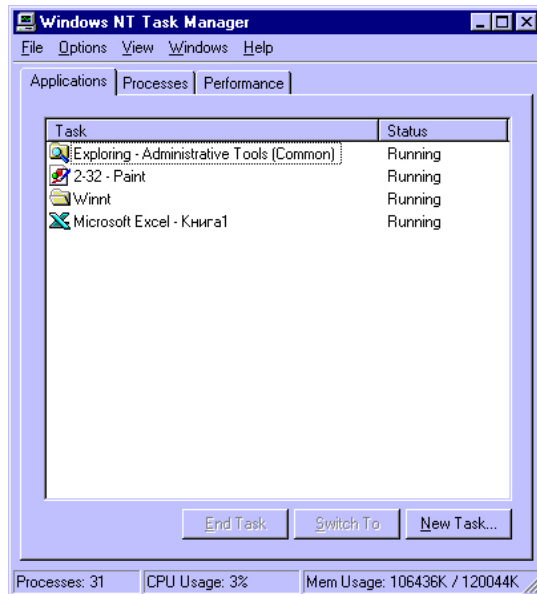 Windows NT Task Manager
File Options View Windows Help
Applications Processes Performance
Task Status
Exploring - Administrative Tools (Common) Running
2-32 - Paint Running
Winnt Running
Microsoft Excel - Книга1 Running
End Task Switch To New Task...
Processes: 31 CPU Usage: 3% Mem Usage: 106436K / 120044K